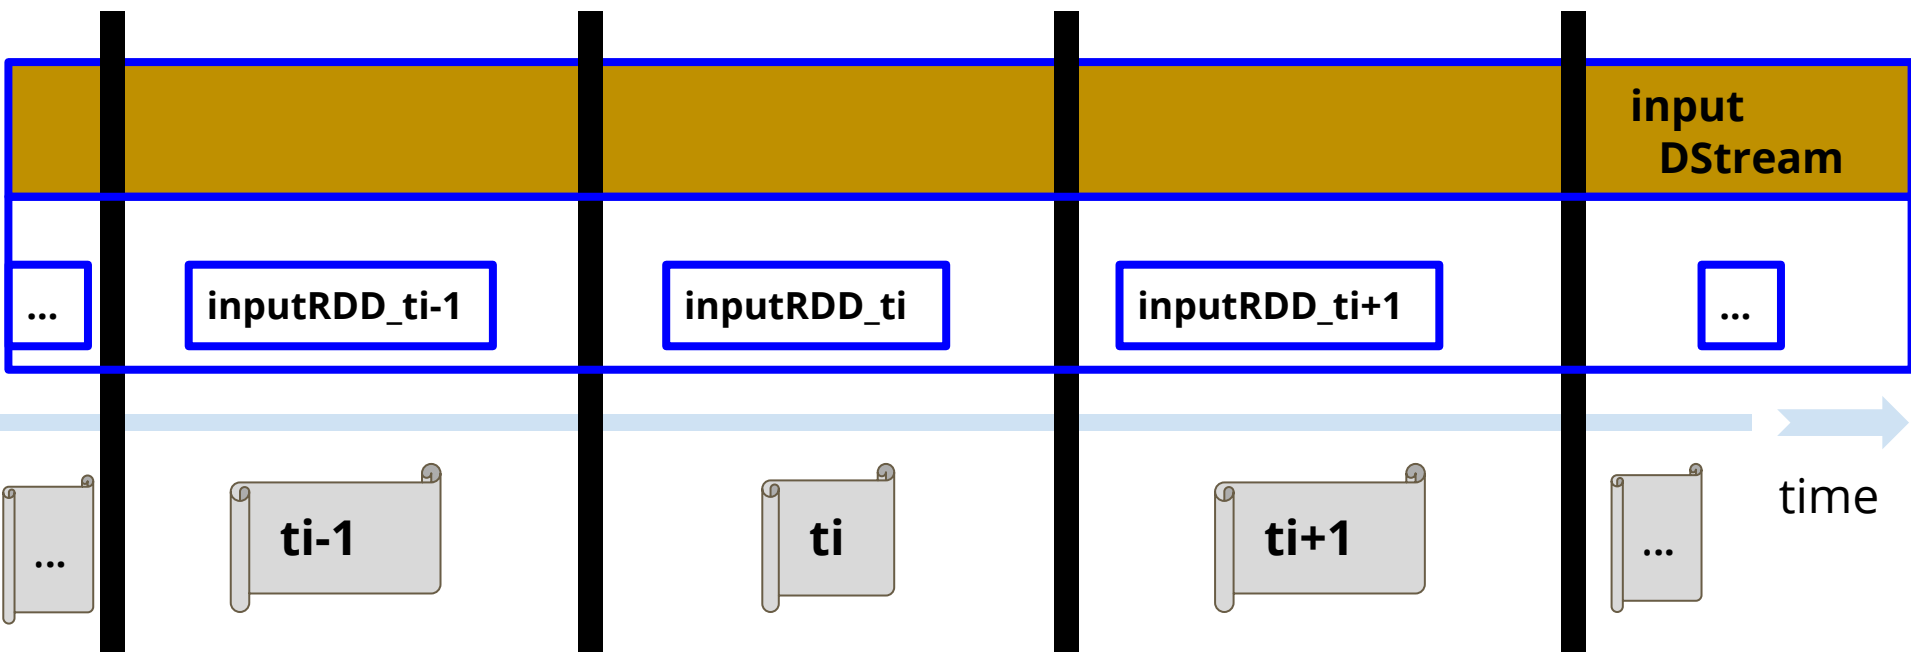 input
DStream
...
inputRDD_ti-1
inputRDD_ti
inputRDD_ti+1
...
time
...
ti-1
ti
ti+1
...